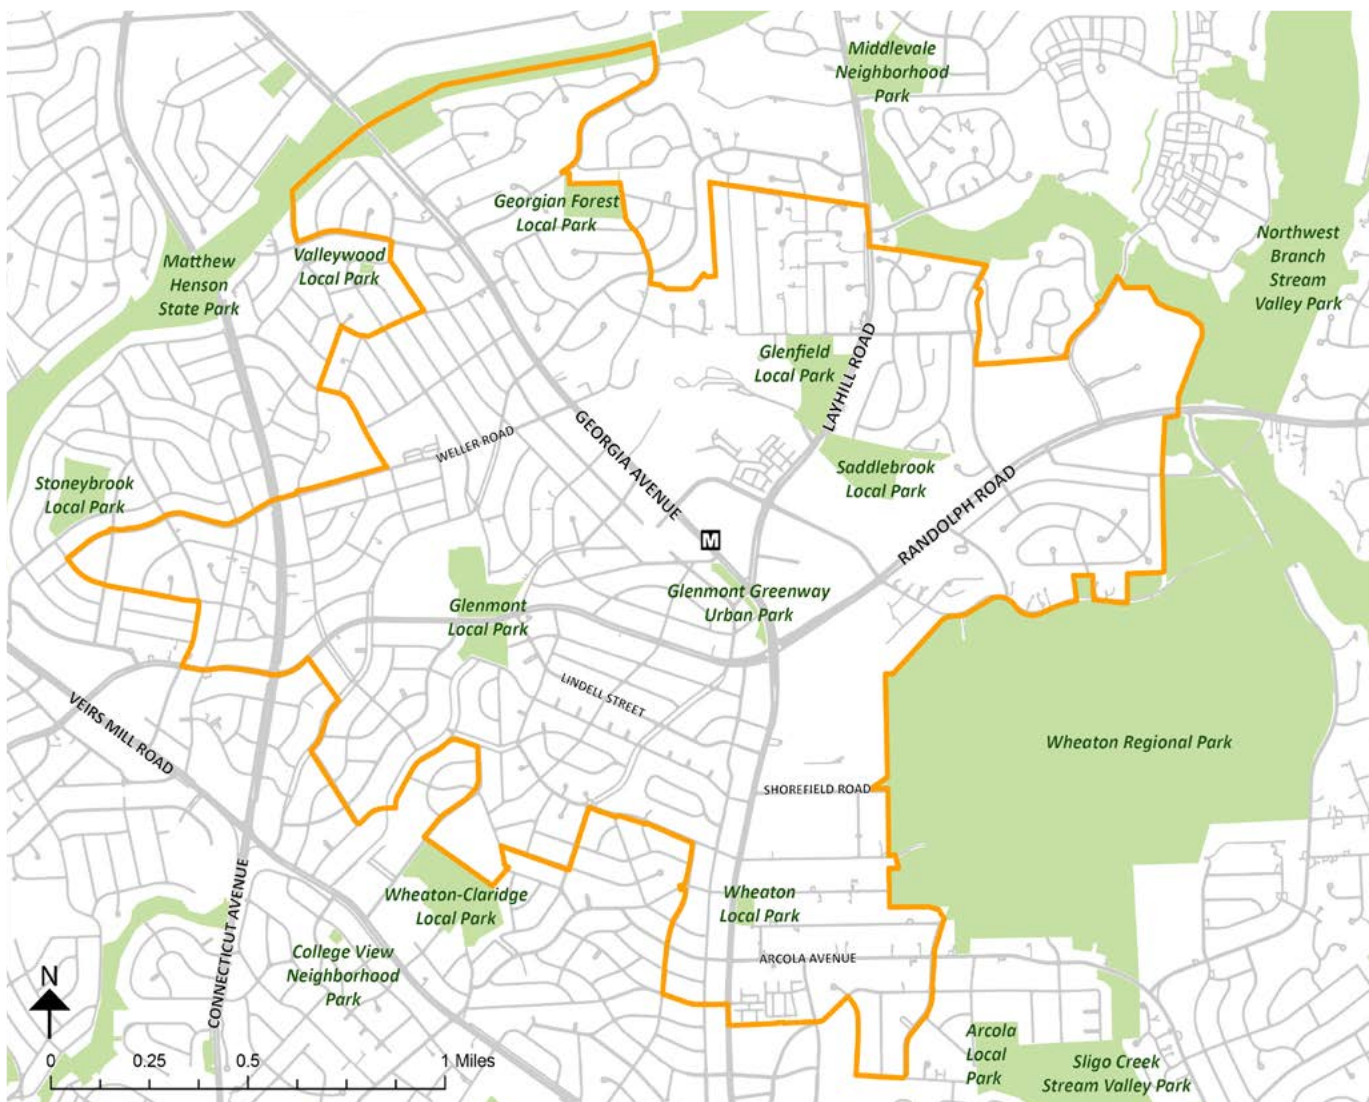 Middlevale
Neighborhood
Park
Georgian Forest
Local Park
Northwest
Branch
Stream
Valley Park
Matthew
Henson
State Park
Valleywood
Local Park
Glenfield
Local Park
LAYHILL ROAD
GEORGIA AVENUE
WELLER ROAD
Stoneybrook
Local Park
Saddlebrook
Local Park
RANDOLPH ROAD
M
Glenmont
Local Park
Glenmont Greenway
Urban Park
LINDELL STREET
VEIRS MILL ROAD
Wheaton Regional Park
SHOREFIELD ROAD
CONNECTICUT AVENUE
Wheaton-Claridge
Local Park
Wheaton
Local Park
College View
Neighborhood
Park
ARCOLA AVENUE
N
Arcola
Local
Park
Sligo Creek
Stream Valley Park
0 0.25 0.5 1 Miles